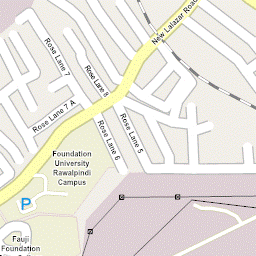 Rose Lane 7
New Lalazar Road
Rose Lane 8
Rose Lane 7 A
Rose Lane 5
Rose Lane 6
Foundation
University
Rawalpindi
Campus
P
Fauji
Foundation